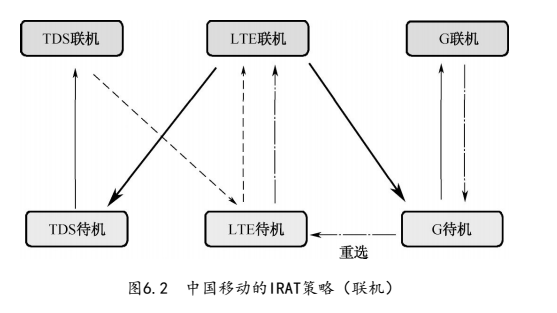 TDS联机
LTE联机
G联机
TDS待机
LTE待机
G待机
重选
图6.2 中国移动的IRAT策略（联机）